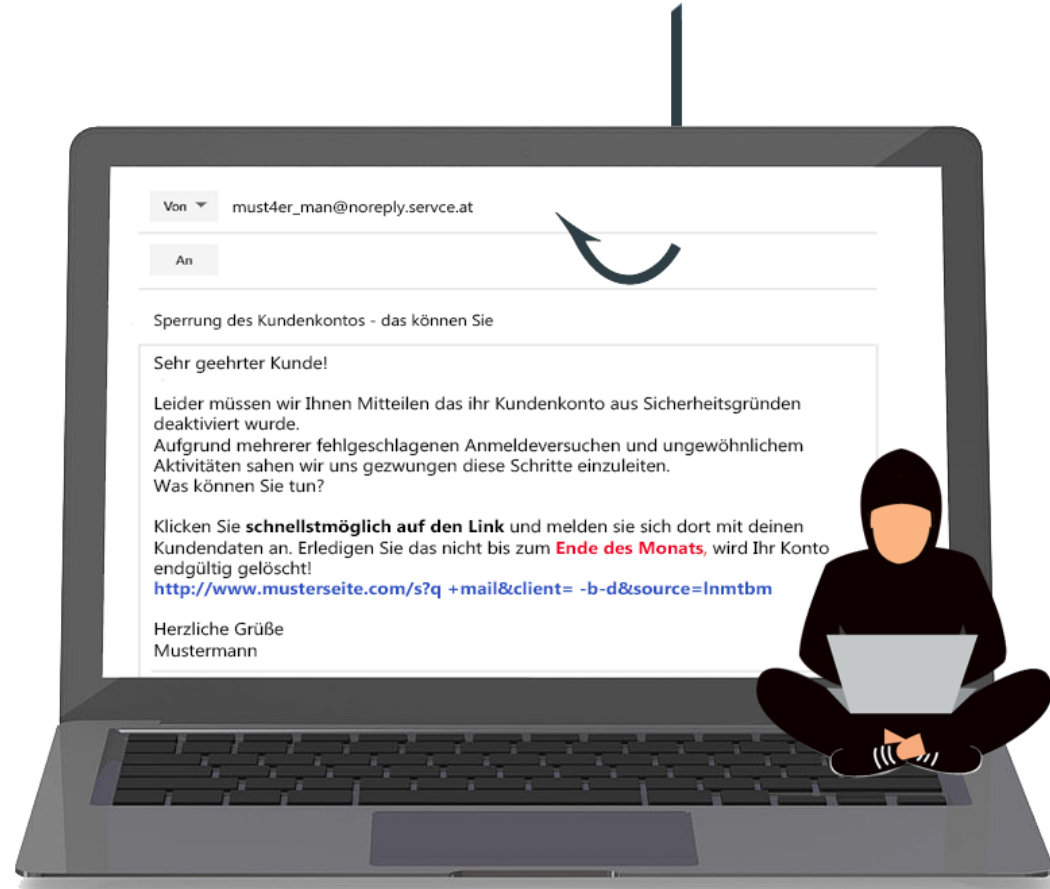 Von
must4er_man@noreply.servce.at
An
Sperrung des Kundenkontos - das können Sie
Sehr geehrter Kunde!
Leider müssen wir Ihnen Mitteilen das ihr Kundenkonto aus Sicherheitsgründen
deaktiviert wurde.
Aufgrund mehrerer fehlgeschlagenen Anmeldeversuchen und ungewöhnlichem
Aktivitäten sahen wir uns gezwungen diese Schritte einzuleiten.
Was können Sie tun?
Klicken Sie schnellstmöglich auf den Link und melden sie sich dort mit deinen
Kundendaten an. Erledigen Sie das nicht bis zum Ende des Monats, wird Ihr Konto
endgültig gelöscht!
http://www.musterseite.com/s?q +mail&client= -b-d&source=lnmtbm
Herzliche Grüße
Mustermann